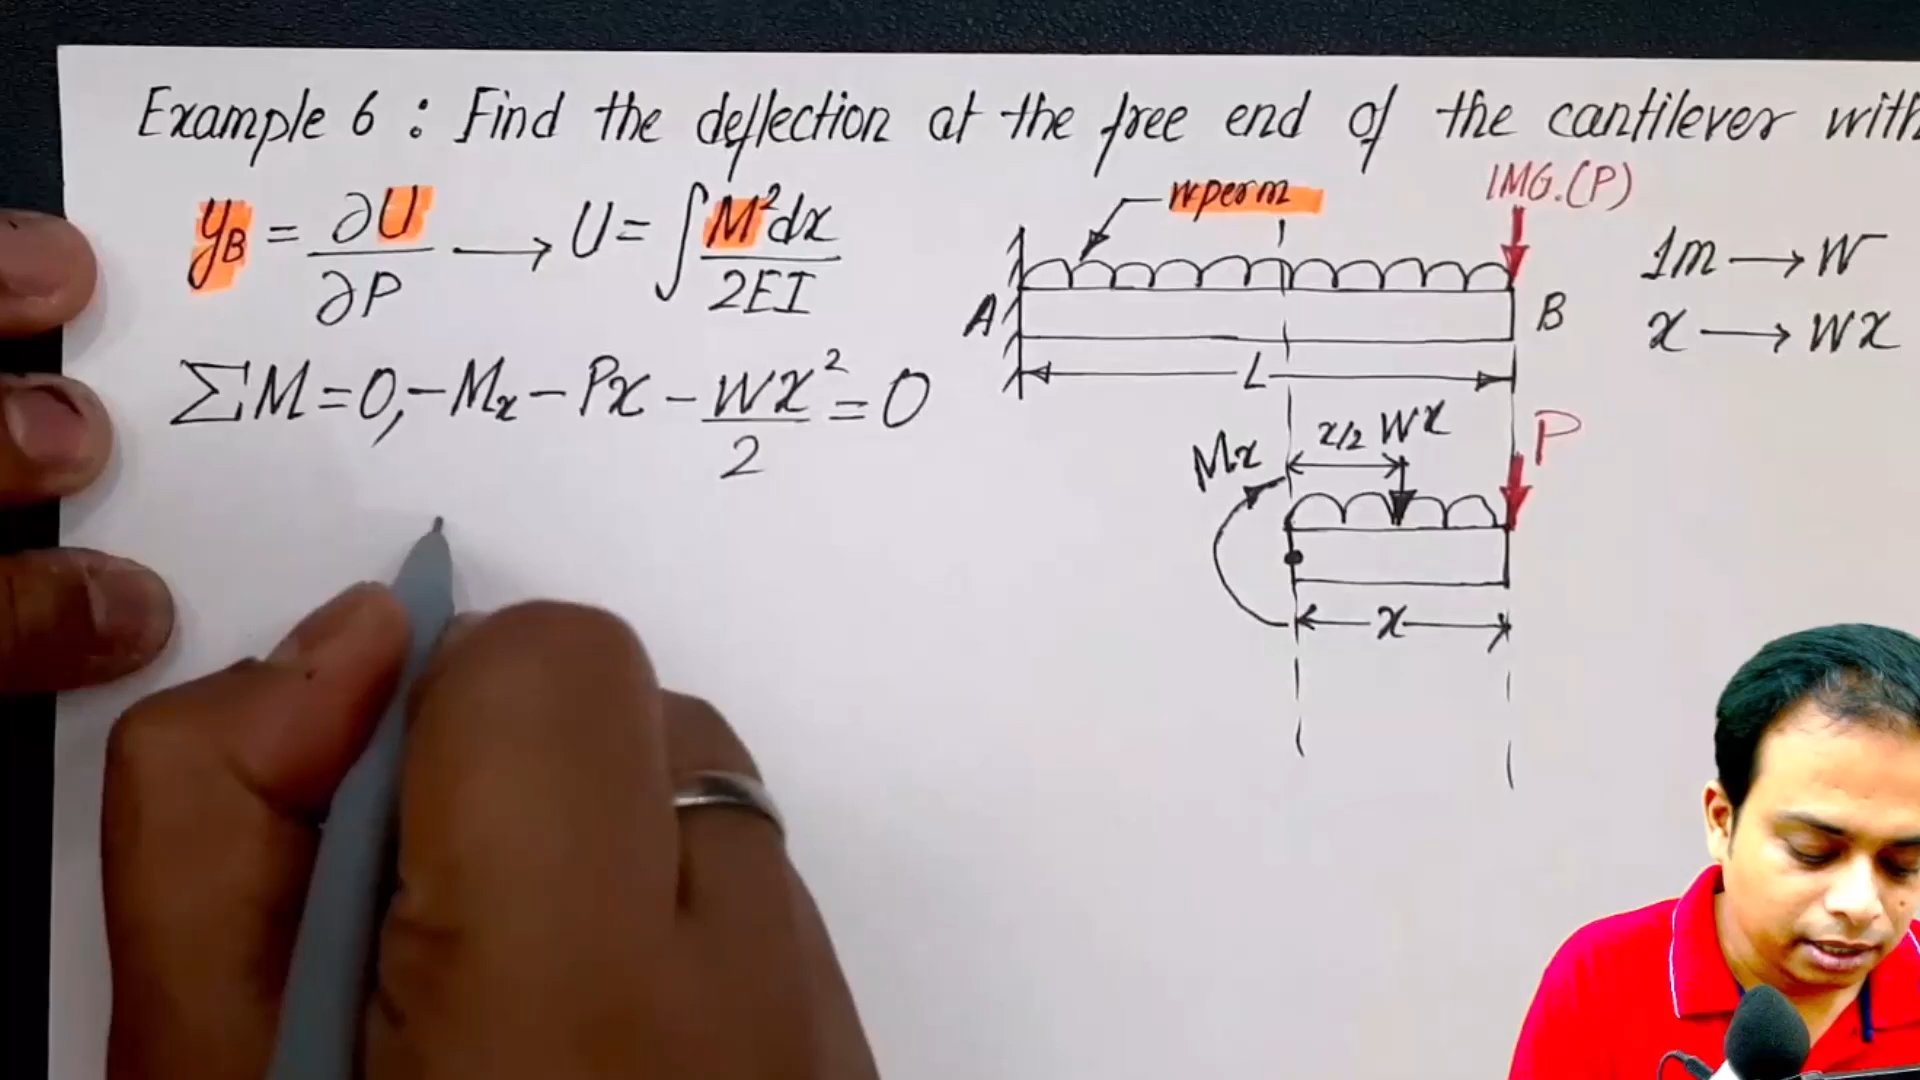 Example 6 : Find the deflection at the free end of the cantilever with
yB = ∂U/∂P → U = ∫ M²dx/2EI
w per m
IMG.(P)
1m → W
x → Wx
A
B
L
ΣM = 0, -Mx - Px - Wx²/2 = 0
Mx
x/2
Wx
P
x